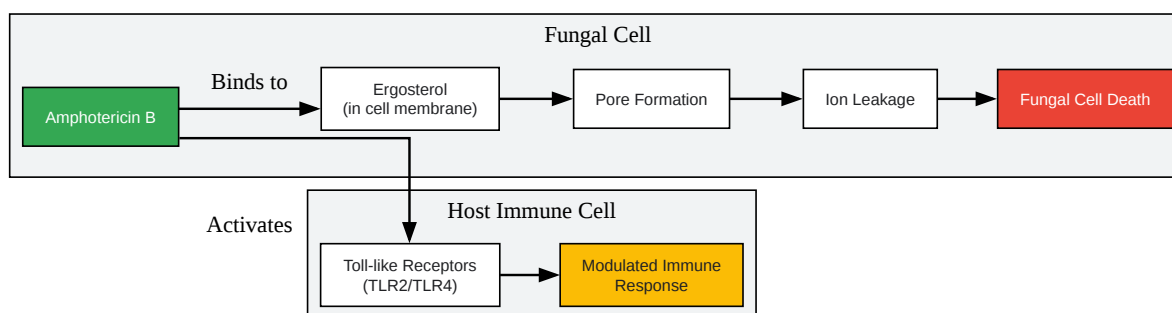 Fungal Cell
Binds to
Amphotericin B
Ergosterol
(in cell membrane)
Pore Formation
Ion Leakage
Fungal Cell Death
Activates
Host Immune Cell
Toll-like Receptors
(TLR2/TLR4)
Modulated Immune
Response